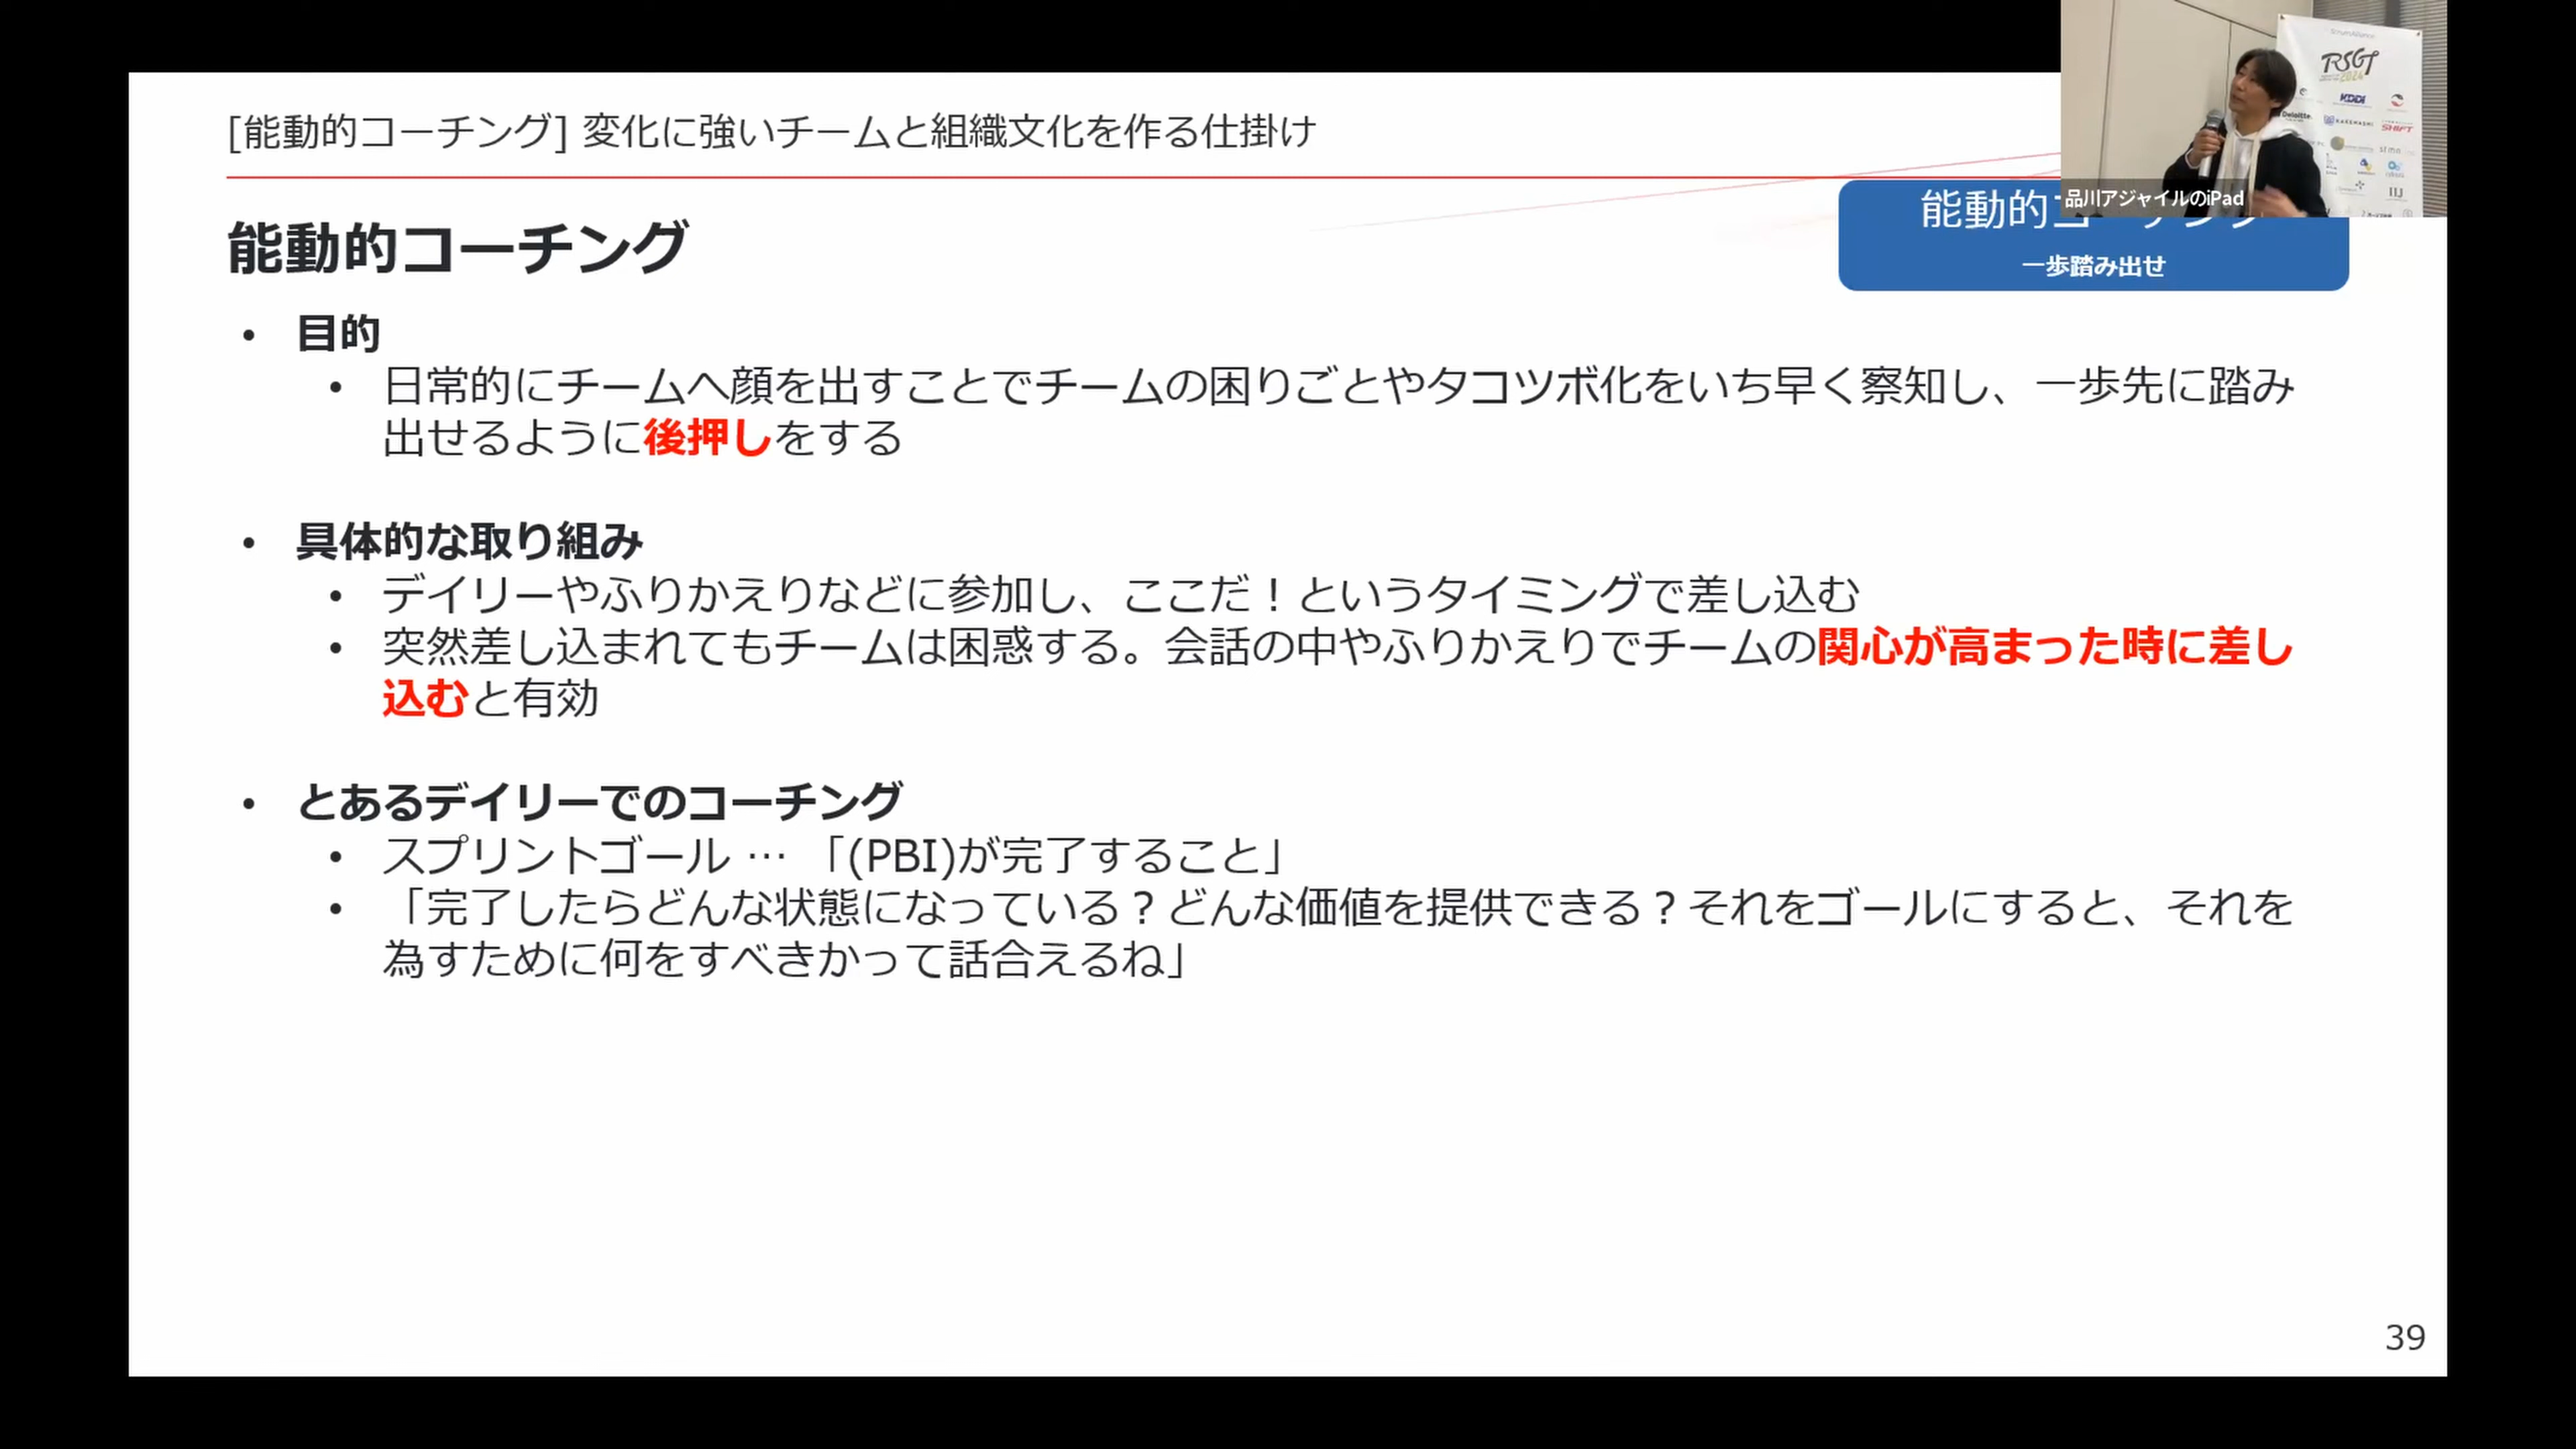 [能動的コーチング] 変化に強いチームと組織文化を作る仕掛け
RSGT
2024
KDDI
Deloitte.
KAKEHASHI
SHIFT
IIJ
品川アジャイルのiPad
能動的コーチング
一歩踏み出せ
能動的コーチング
• 目的
• 日常的にチームへ顔を出すことでチームの困りごとやタコツボ化をいち早く察知し、一歩先に踏み
出せるように後押しをする
• 具体的な取り組み
• デイリーやふりかえりなどに参加し、ここだ！というタイミングで差し込む
• 突然差し込まれてもチームは困惑する。会話の中やふりかえりでチームの関心が高まった時に差し
込むと有効
• とあるデイリーでのコーチング
• スプリントゴール … 「(PBI)が完了すること」
• 「完了したらどんな状態になっている？どんな価値を提供できる？それをゴールにすると、それを
為すために何をすべきかって話合えるね」
39